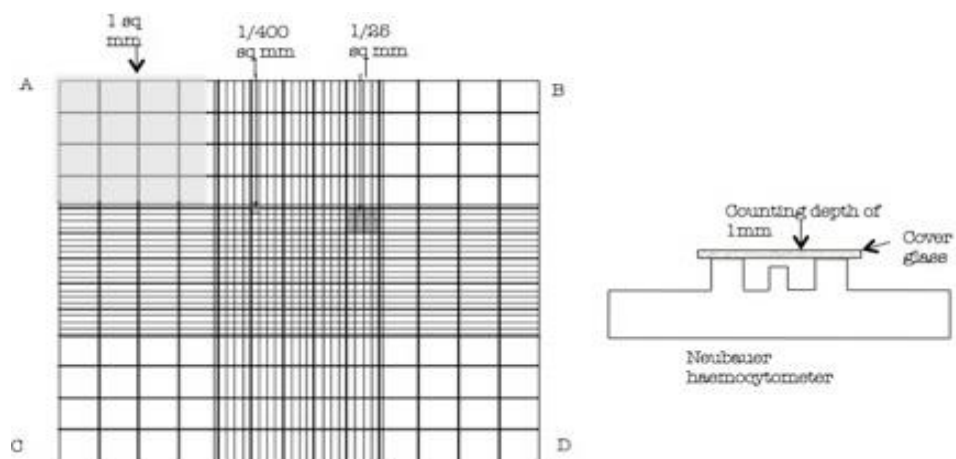 1 sq
mm
1/400
sq mm
1/25
sq mm
A
B
C
D
Counting depth of
1mm
Cover
glass
Neubauer
haemocytometer